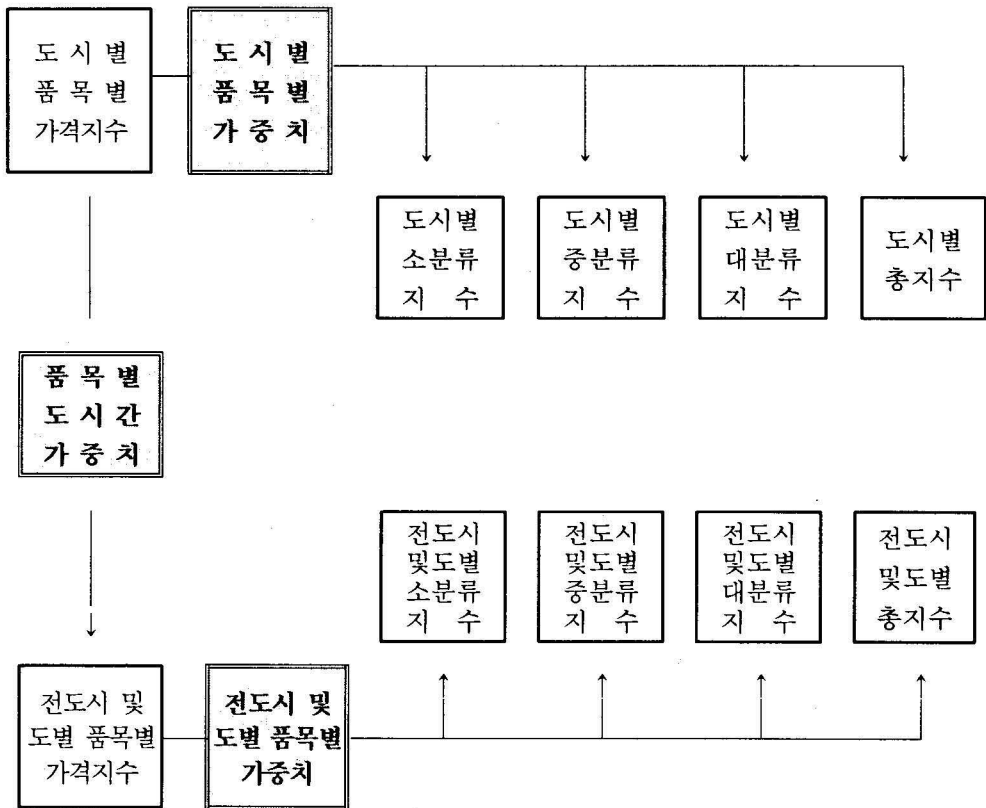 도 시 별
품 목 별
가격지수
도 시 별
품 목 별
가 중 치
도시별
소분류
지 수
도시별
중분류
지 수
도시별
대분류
지 수
도시별
총지수
품 목 별
도 시 간
가 중 치
전도시
및도별
소분류
지 수
전도시
및도별
중분류
지 수
전도시
및도별
대분류
지 수
전도시
및도별
총지수
전도시 및
도별 품목별
가격지수
전도시 및
도별 품목별
가중치